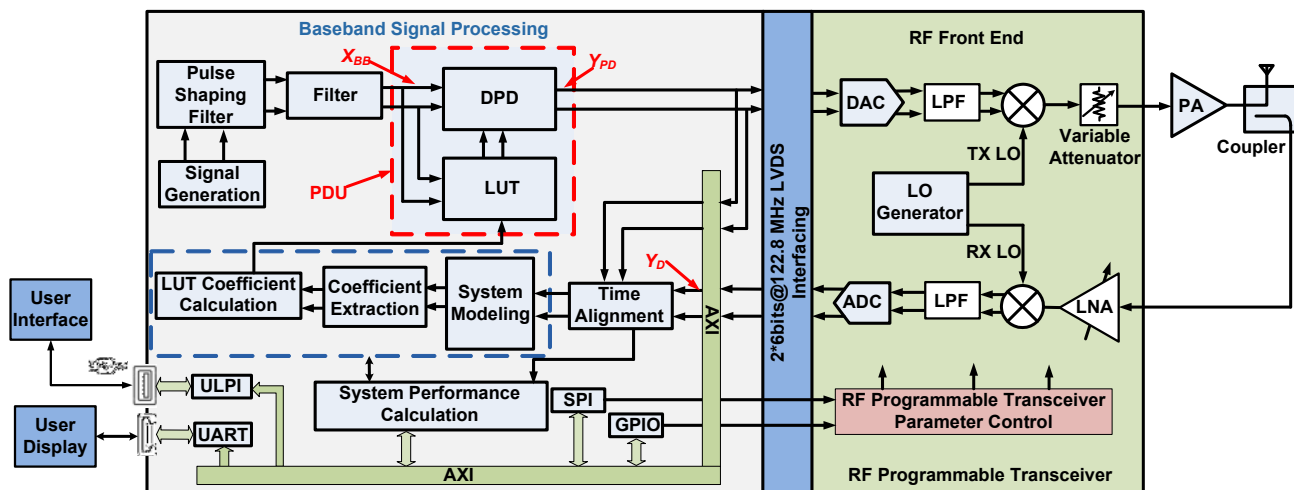 Baseband Signal Processing
RF Front End
X_BB
Y_PD
Pulse
Shaping
Filter
Filter
DPD
DAC
LPF
PA
TX LO
Variable
Attenuator
Coupler
Signal
Generation
PDU
LUT
LO
Generator
2*6bits@122.8 MHz LVDS
Interfacing
RX LO
Y_D
LUT Coefficient
Calculation
Coefficient
Extraction
System
Modeling
Time
Alignment
AXI
ADC
LPF
LNA
User
Interface
ULPI
System Performance
Calculation
SPI
GPIO
RF Programmable Transceiver
Parameter Control
User
Display
UART
AXI
RF Programmable Transceiver